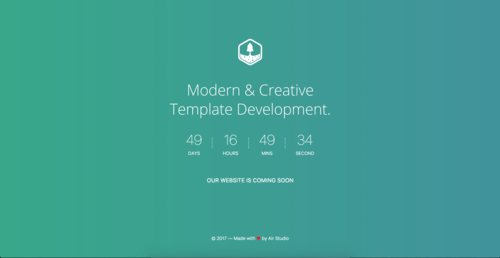 Modern & Creative
Template Development.
49 16 49 34
DAYS HOURS MINS SECOND
OUR WEBSITE IS COMING SOON
© 2017 — Made with ❤ by Air Studio